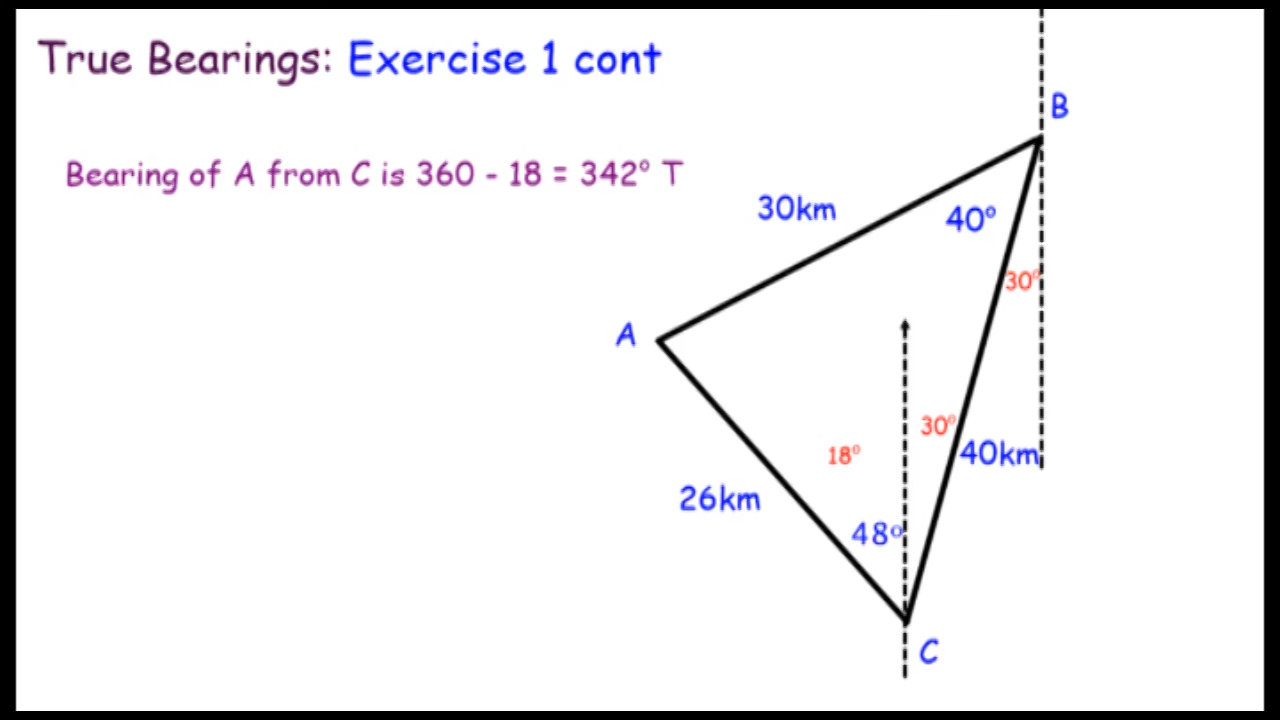 True Bearings: Exercise 1 cont
B
Bearing of A from C is 360 - 18 = 342° T
30km
40°
30°
A
30°
18°
40km
26km
48°
C